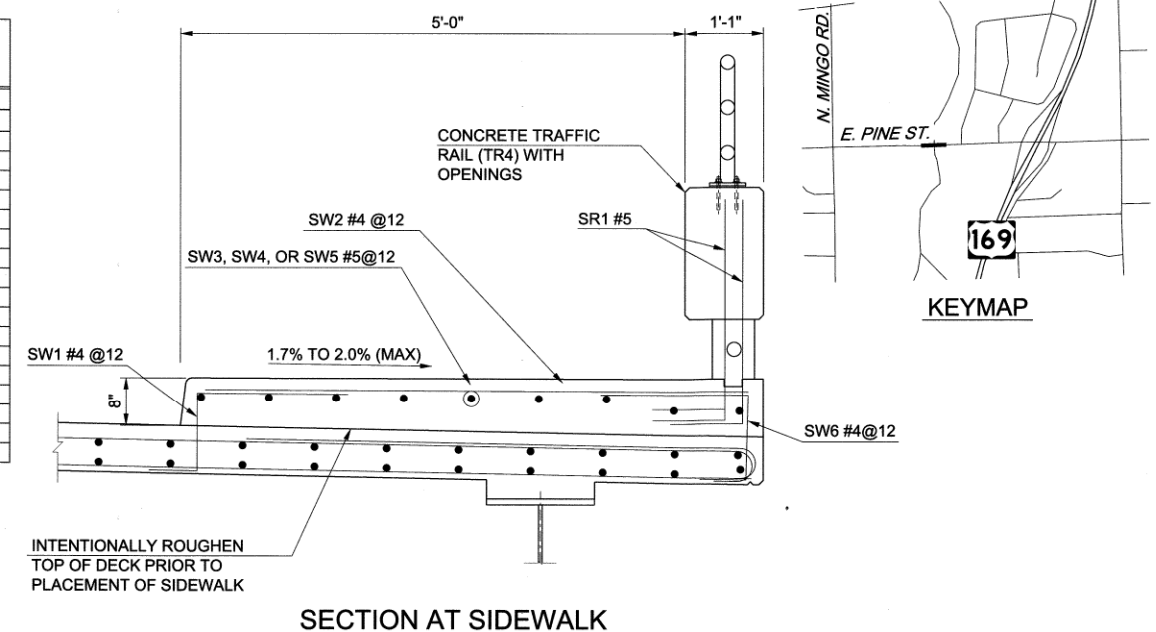 5'-0"
1'-1"
CONCRETE TRAFFIC
RAIL (TR4) WITH
OPENINGS
SW2 #4 @12
SR1 #5
SW3, SW4, OR SW5 #5@12
SW1 #4 @12
1.7% TO 2.0% (MAX)
8"
SW6 #4@12
INTENTIONALLY ROUGHEN
TOP OF DECK PRIOR TO
PLACEMENT OF SIDEWALK
SECTION AT SIDEWALK
N. MINGO RD.
E. PINE ST.
169
KEYMAP